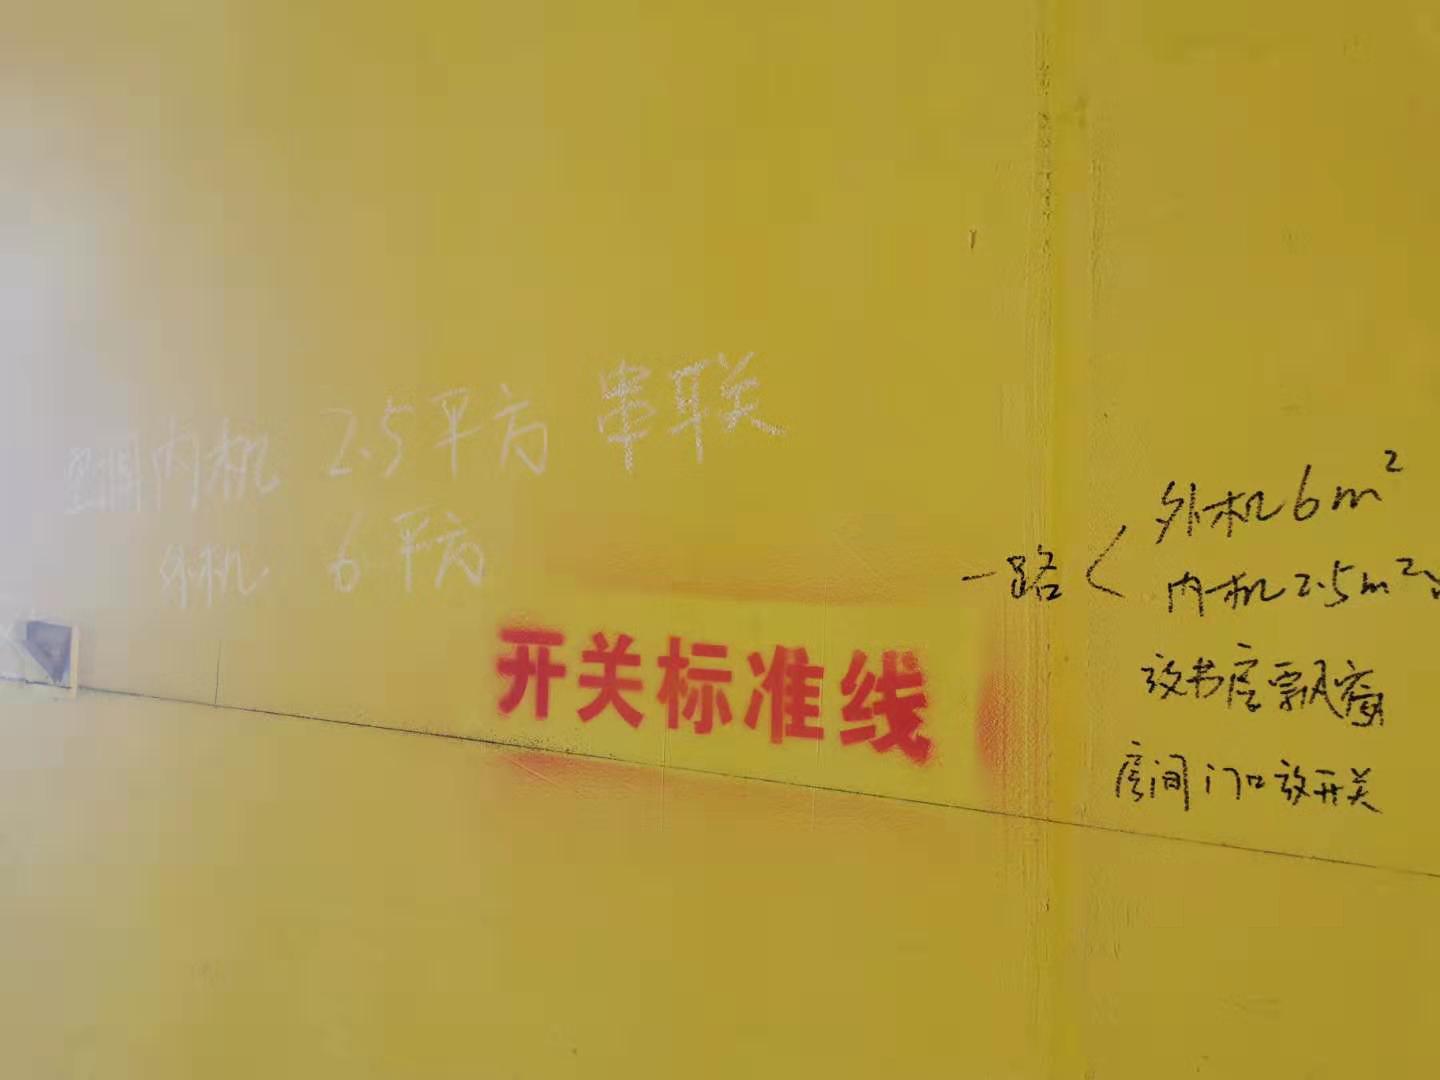 空调内机 2.5平方 串联
外机 6平方
开关标准线
一路 < 外机6m²
内机2.5m²
放书房飘窗
房间门口放开关